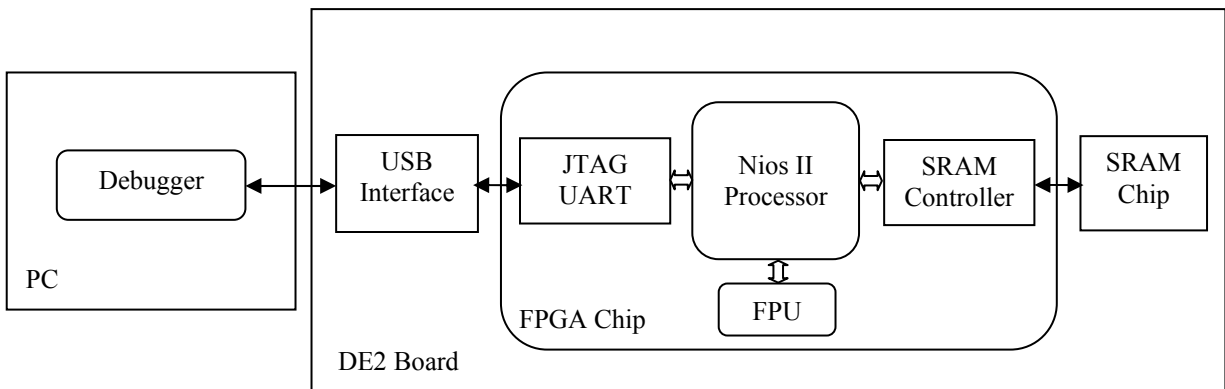 Debugger
PC
USB
Interface
JTAG
UART
Nios II
Processor
SRAM
Controller
SRAM
Chip
FPU
FPGA Chip
DE2 Board